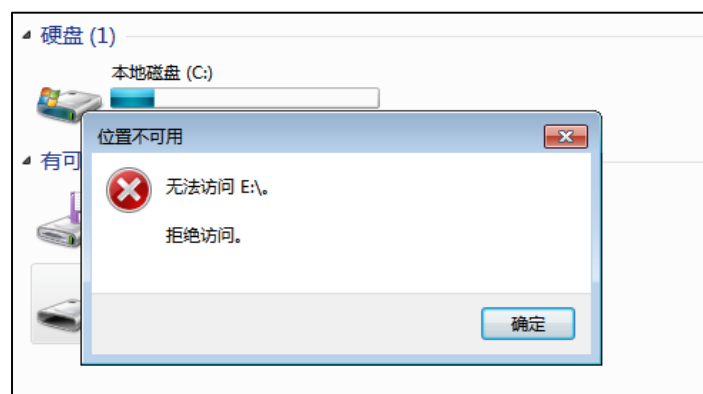 硬盘 (1)
本地磁盘 (C:)
位置不可用
有可
无法访问 E:\。
拒绝访问。
确定